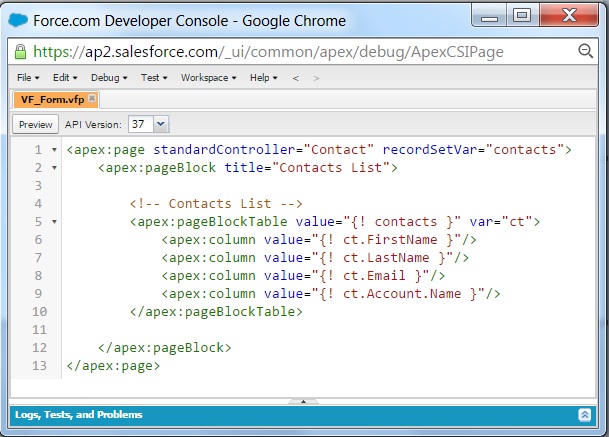 Force.com Developer Console - Google Chrome
https://ap2.salesforce.com/_ui/common/apex/debug/ApexCSIPage
File Edit Debug Test Workspace Help < >
VF_Form.vfp
Preview API Version: 37
1 <apex:page standardController="Contact" recordSetVar="contacts">
2 <apex:pageBlock title="Contacts List">
3
4 <!-- Contacts List -->
5 <apex:pageBlockTable value="{! contacts }" var="ct">
6 <apex:column value="{! ct.FirstName }"/>
7 <apex:column value="{! ct.LastName }"/>
8 <apex:column value="{! ct.Email }"/>
9 <apex:column value="{! ct.Account.Name }"/>
10 </apex:pageBlockTable>
11
12 </apex:pageBlock>
13 </apex:page>
Logs, Tests, and Problems